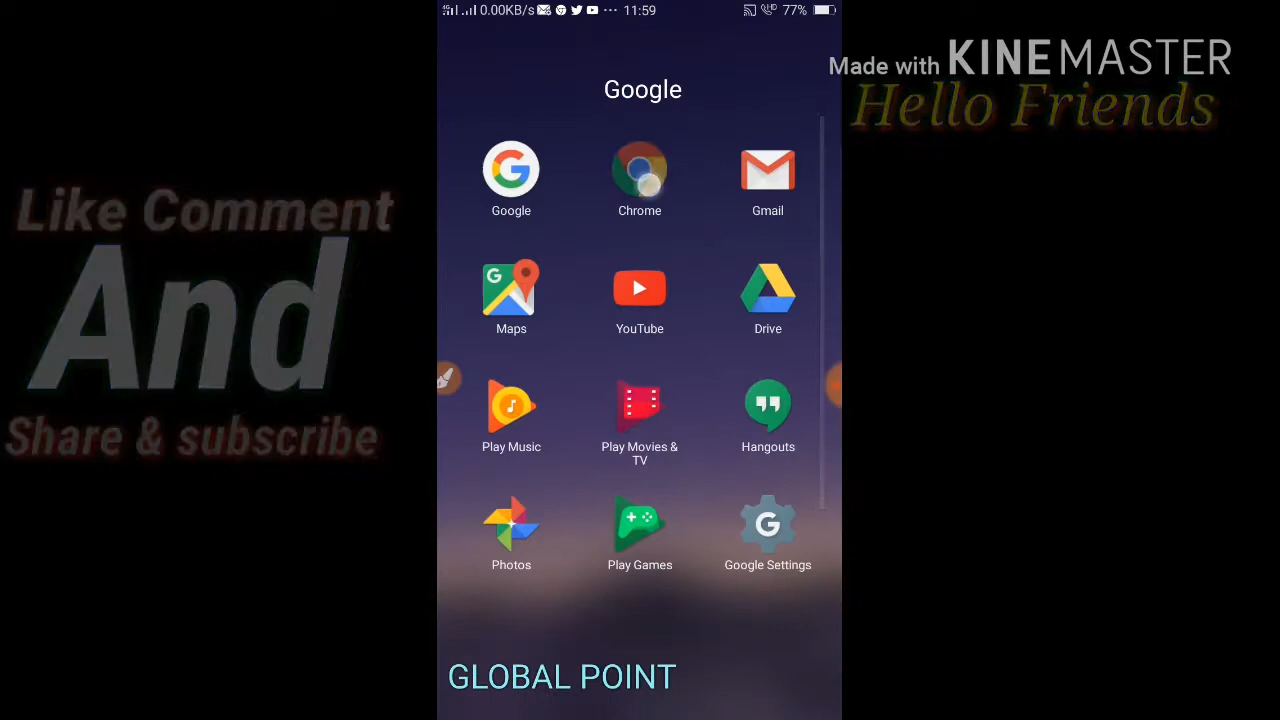 0.00KB/s ... 11:59 77%
Made with KINEMASTER
Hello Friends
Google
Google Chrome Gmail
Maps YouTube Drive
Play Music Play Movies & TV Hangouts
Photos Play Games Google Settings
Like Comment
And
Share & subscribe
GLOBAL POINT